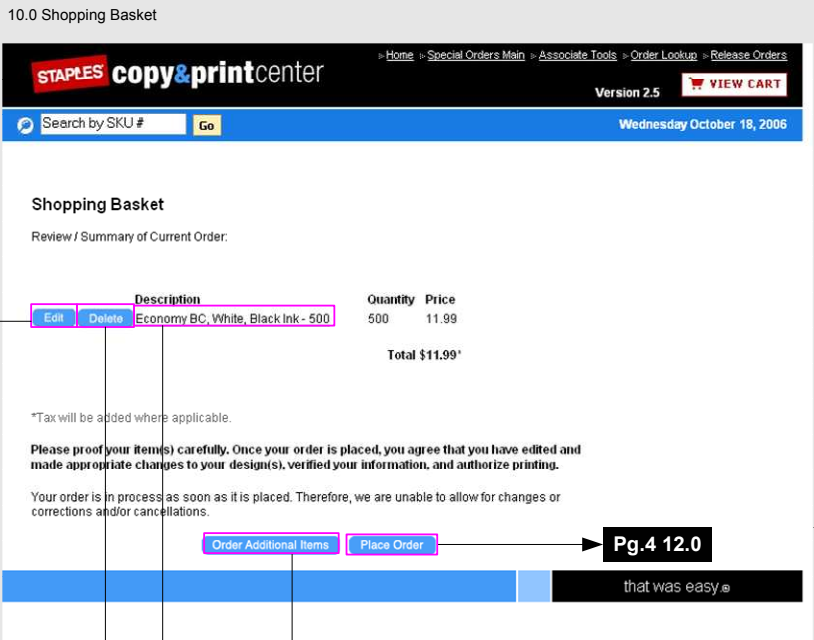 10.0 Shopping Basket
» Home » Special Orders Main » Associate Tools » Order Lookup » Release Orders
STAPLES copy&printcenter
Version 2.5 VIEW CART
Search by SKU # Go Wednesday October 18, 2006
Shopping Basket
Review / Summary of Current Order:
Description Quantity Price
Edit Delete Economy BC, White, Black Ink - 500 500 11.99
Total $11.99*
*Tax will be added where applicable.
Please proof your item(s) carefully. Once your order is placed, you agree that you have edited and
made appropriate changes to your design(s), verified your information, and authorize printing.
Your order is in process as soon as it is placed. Therefore, we are unable to allow for changes or
corrections and/or cancellations.
Order Additional Items Place Order Pg.4 12.0
that was easy.®